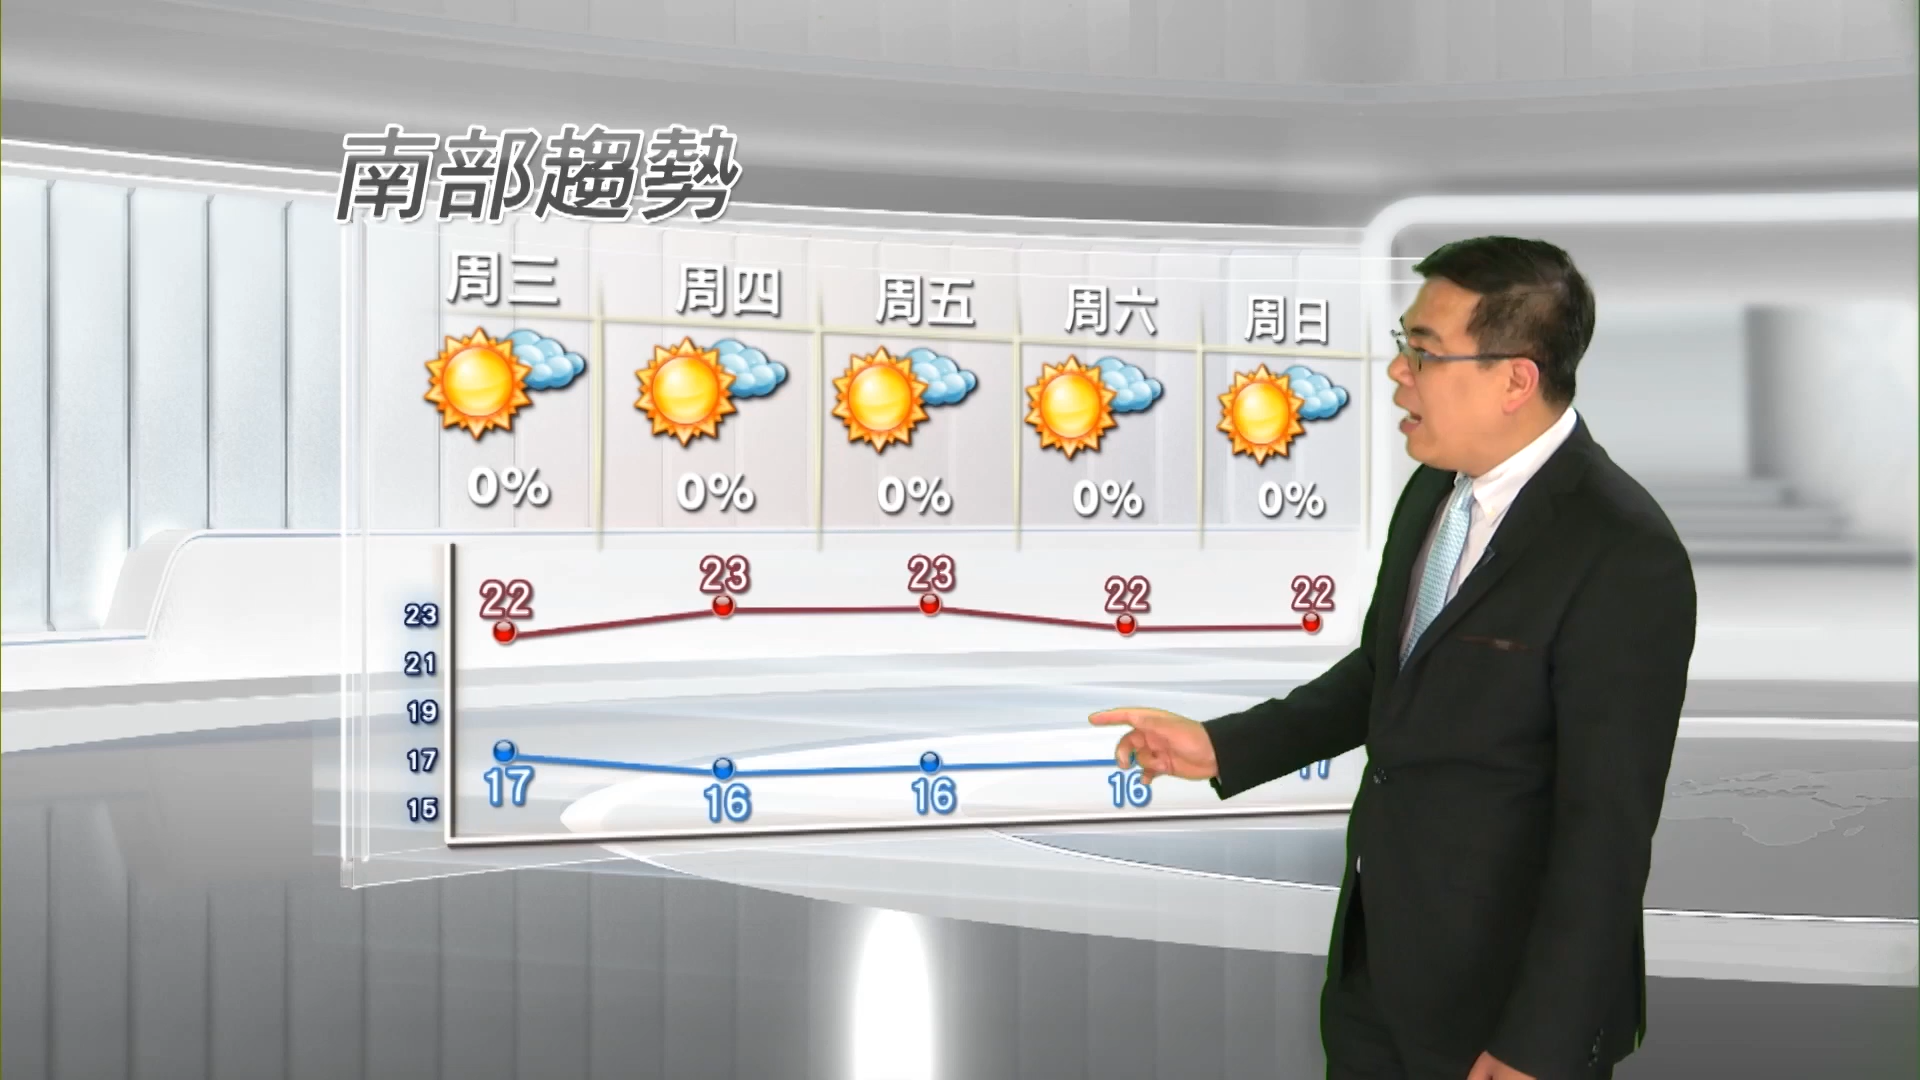 南部趨勢
周三 周四 周五 周六 周日
0% 0% 0% 0% 0%
22 23 23 22 22
23
21
19
17
15
17 16 16 16 17